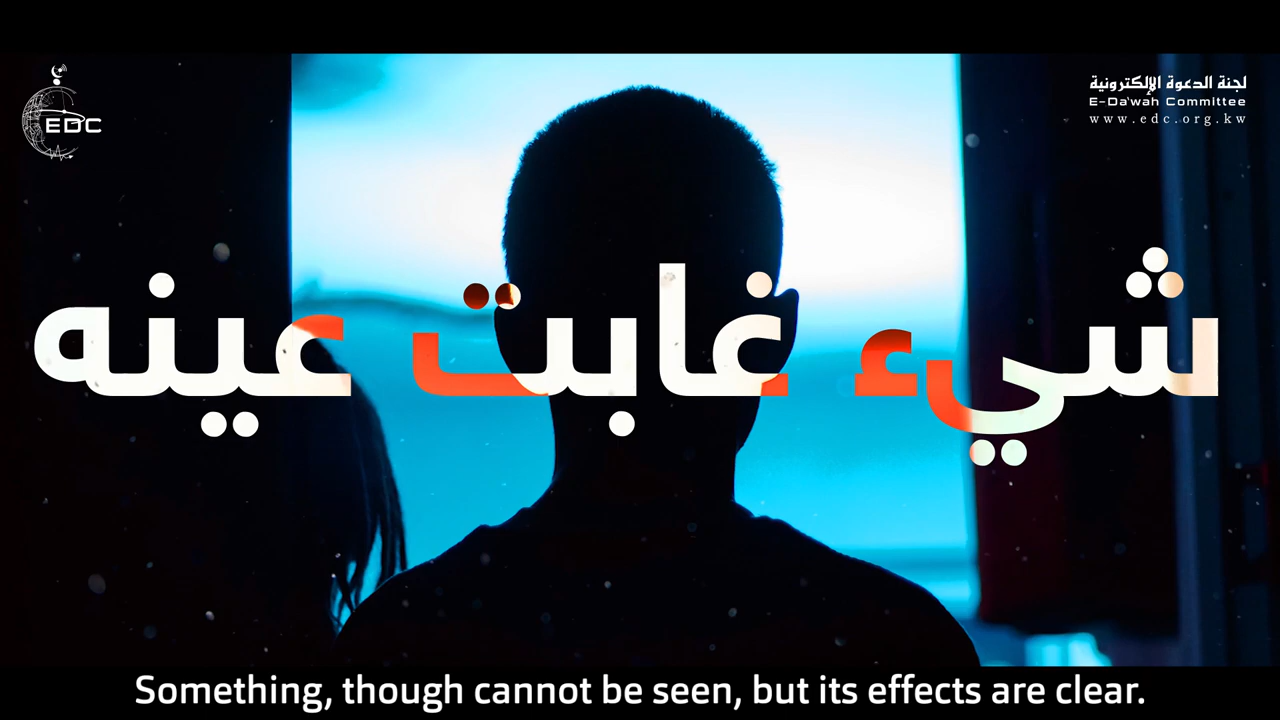 EDC
لجنة الدعوة الإلكترونية
E-Da'wah Committee
www.edc.org.kw
شيء غابت عينه
Something, though cannot be seen, but its effects are clear.